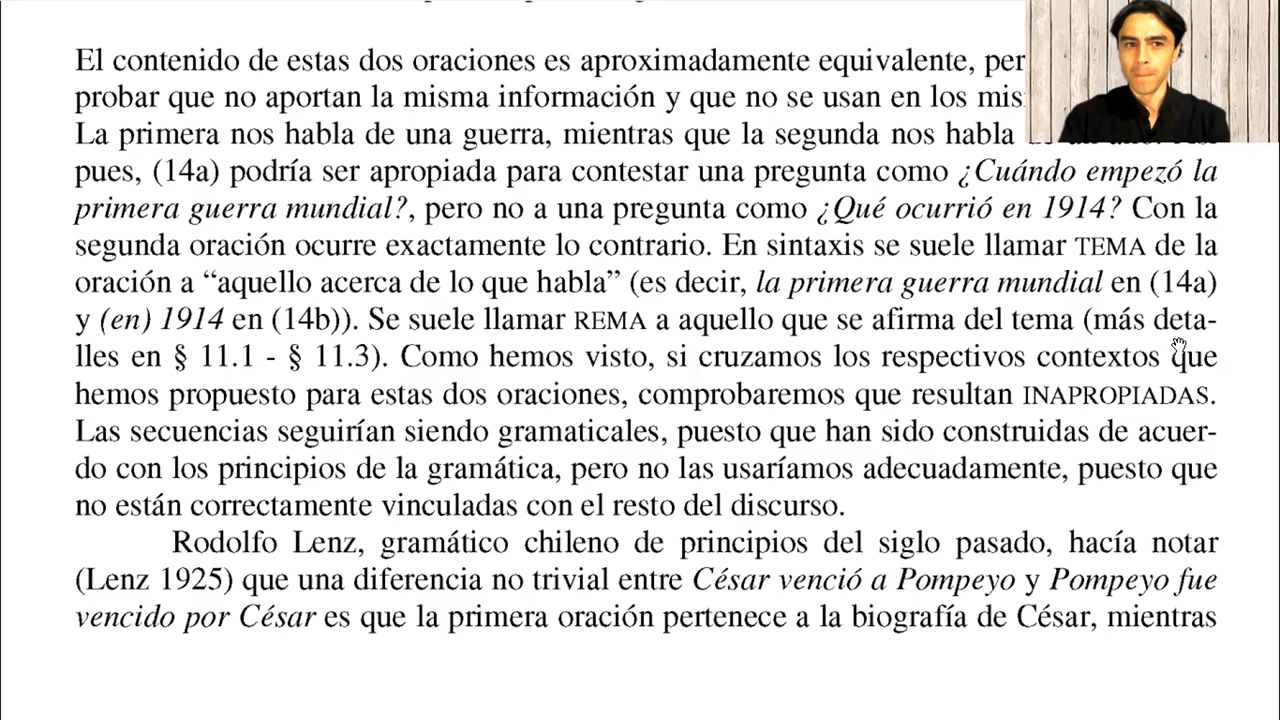 El contenido de estas dos oraciones es aproximadamente equivalente, per
probar que no aportan la misma información y que no se usan en los mis
La primera nos habla de una guerra, mientras que la segunda nos habla
pues, (14a) podría ser apropiada para contestar una pregunta como ¿Cuándo empezó la
primera guerra mundial?, pero no a una pregunta como ¿Qué ocurrió en 1914? Con la
segunda oración ocurre exactamente lo contrario. En sintaxis se suele llamar TEMA de la
oración a “aquello acerca de lo que habla” (es decir, la primera guerra mundial en (14a)
y (en) 1914 en (14b)). Se suele llamar REMA a aquello que se afirma del tema (más deta-
lles en § 11.1 - § 11.3). Como hemos visto, si cruzamos los respectivos contextos que
hemos propuesto para estas dos oraciones, comprobaremos que resultan INAPROPIADAS.
Las secuencias seguirían siendo gramaticales, puesto que han sido construidas de acuer-
do con los principios de la gramática, pero no las usaríamos adecuadamente, puesto que
no están correctamente vinculadas con el resto del discurso.
Rodolfo Lenz, gramático chileno de principios del siglo pasado, hacía notar
(Lenz 1925) que una diferencia no trivial entre César venció a Pompeyo y Pompeyo fue
vencido por César es que la primera oración pertenece a la biografía de César, mientras